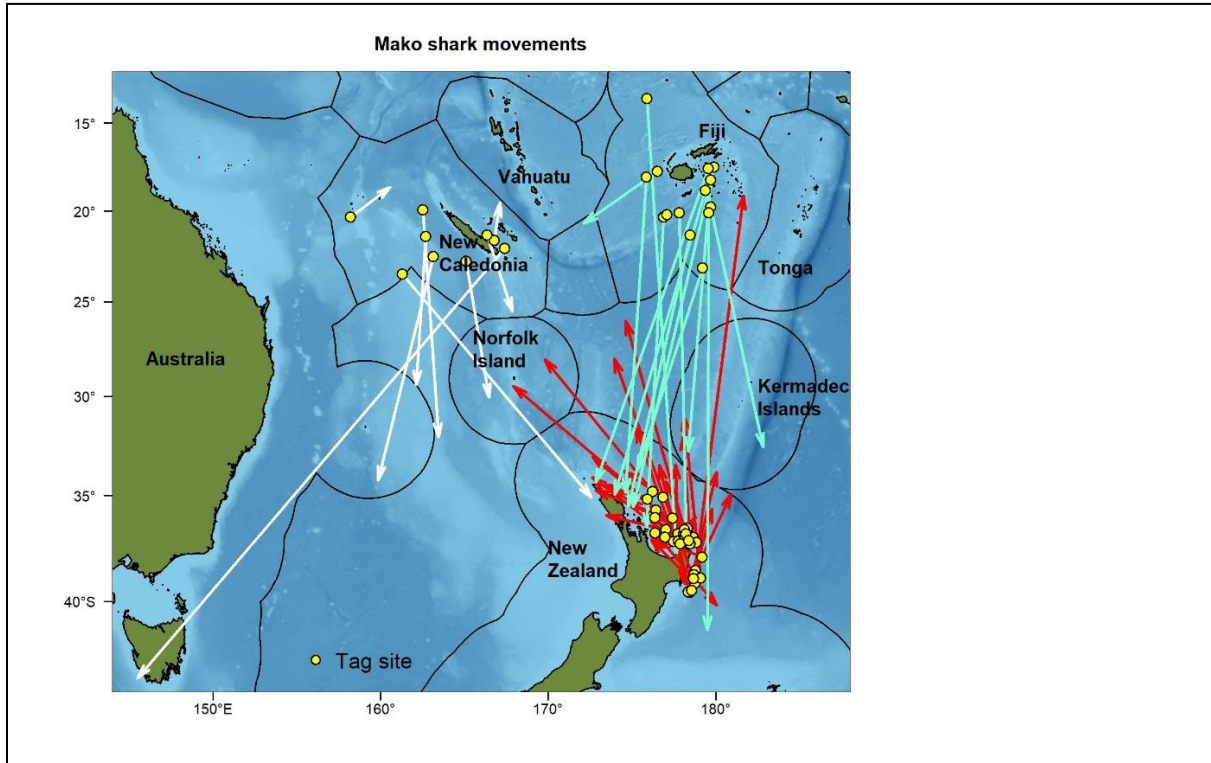 Mako shark movements
15°
20°
25°
30°
35°
40°S
Fiji
Vanuatu
New
Caledonia
Tonga
Norfolk
Island
Australia
Kermadec
Islands
New
Zealand
Tag site
150°E
160°
170°
180°